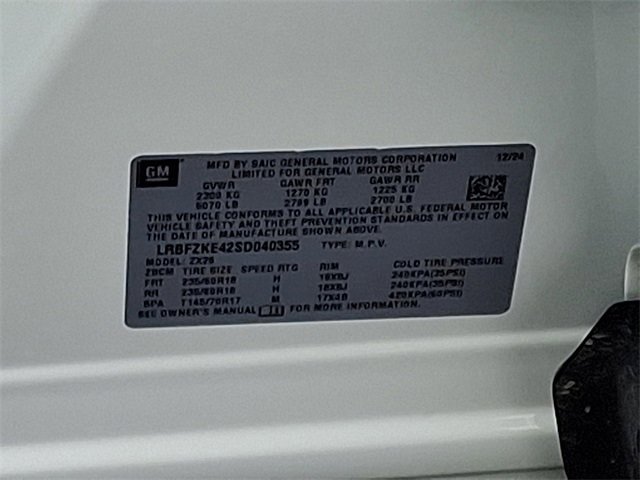 GM
MFD BY SAIC GENERAL MOTORS CORPORATION 12/24
LIMITED FOR GENERAL MOTORS LLC
GVWR GAWR FRT GAWR RR
2300 KG 1270 KG 1225 KG
5070 LB 2799 LB 2700 LB
THIS VEHICLE CONFORMS TO ALL APPLICABLE U.S. FEDERAL MOTOR
VEHICLE SAFETY AND THEFT PREVENTION STANDARDS IN EFFECT ON
THE DATE OF MANUFACTURE SHOWN ABOVE.
LRBFZKE42SD040355 TYPE: M.P.V.
MODEL: ZX26
TIRE SIZE SPEED RTG RIM COLD TIRE PRESSURE
FRT 235/60R18 H 18X8J 240KPA(35PSI)
RR 235/60R18 H 18X8J 240KPA(35PSI)
SPA T145/70R17 M 17X4B 420KPA(60PSI)
SEE OWNER'S MANUAL FOR MORE INFORMATION.